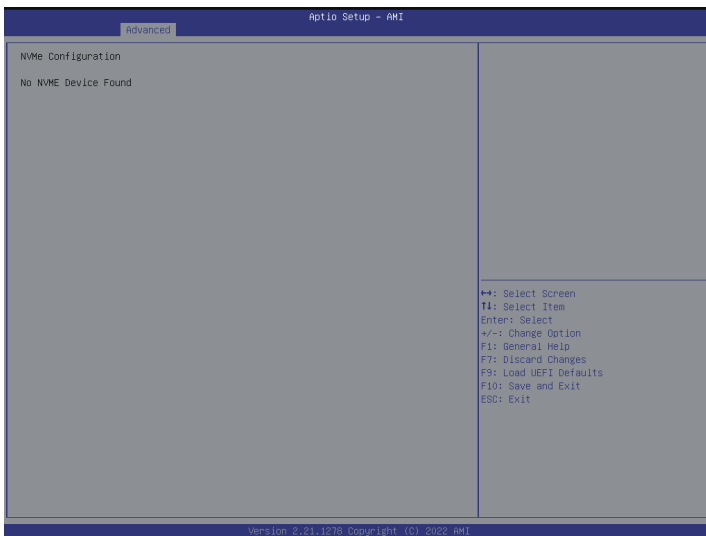 Aptio Setup – AMI
Advanced
NVMe Configuration
No NVME Device Found
↔: Select Screen
↑↓: Select Item
Enter: Select
+/-: Change Option
F1: General Help
F7: Discard Changes
F9: Load UEFI Defaults
F10: Save and Exit
ESC: Exit
Version 2.21.1278 Copyright (C) 2022 AMI